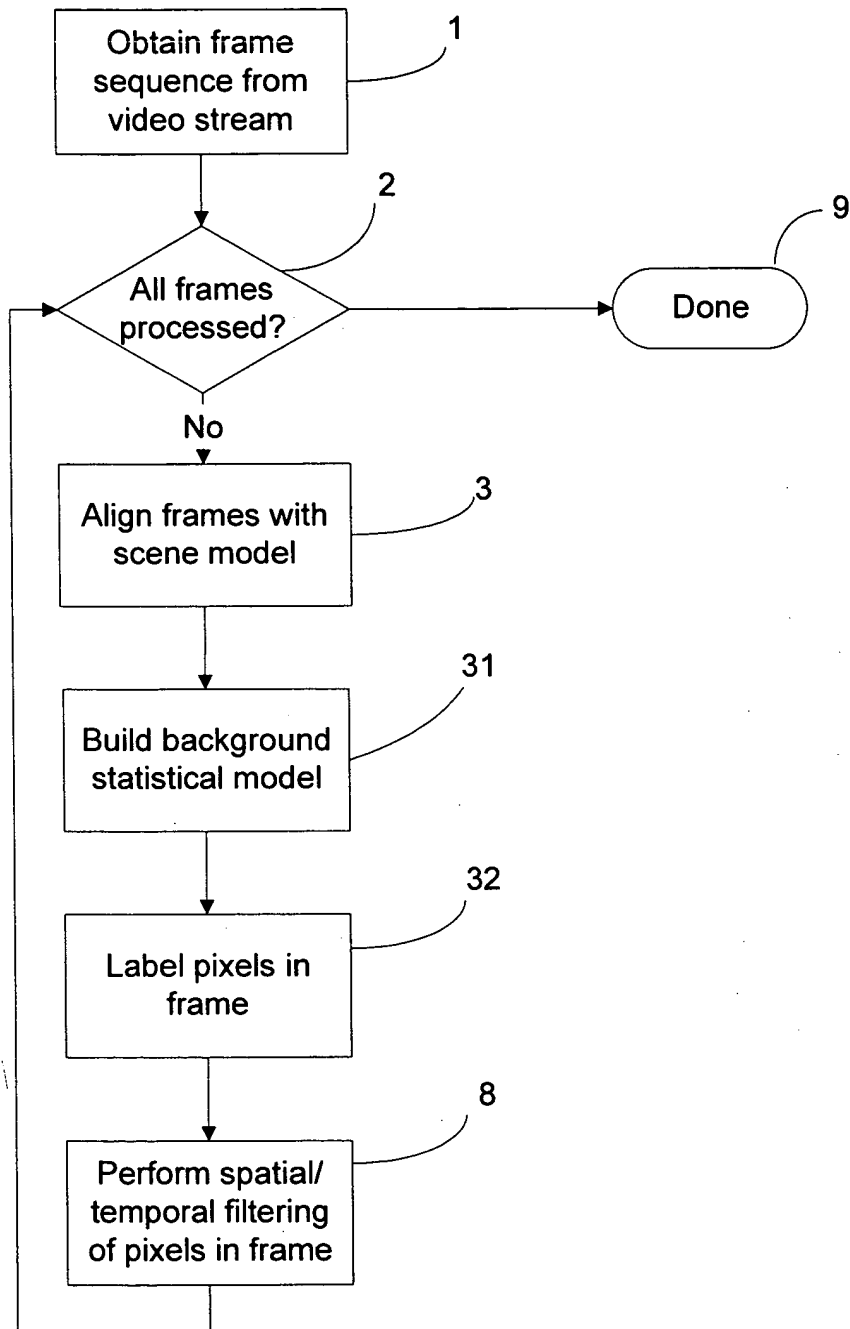 Obtain frame
sequence from
video stream
1
2
All frames
processed?
9
Done
No
3
Align frames with
scene model
31
Build background
statistical model
32
Label pixels in
frame
8
Perform spatial/
temporal filtering
of pixels in frame